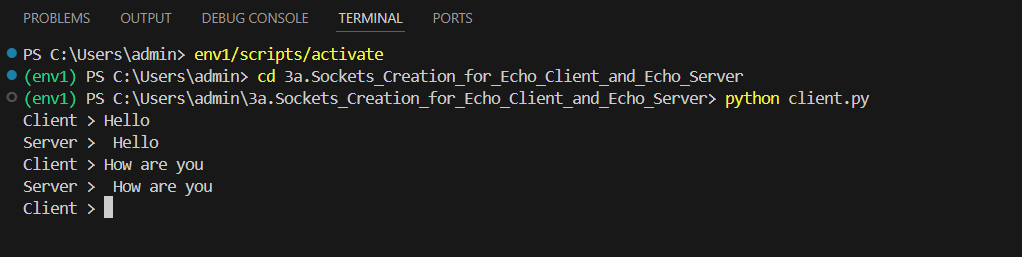 PROBLEMS OUTPUT DEBUG CONSOLE TERMINAL PORTS
PS C:\Users\admin> env1/scripts/activate
(env1) PS C:\Users\admin> cd 3a.Sockets_Creation_for_Echo_Client_and_Echo_Server
(env1) PS C:\Users\admin\3a.Sockets_Creation_for_Echo_Client_and_Echo_Server> python client.py
Client > Hello
Server >  Hello
Client > How are you
Server >  How are you
Client >